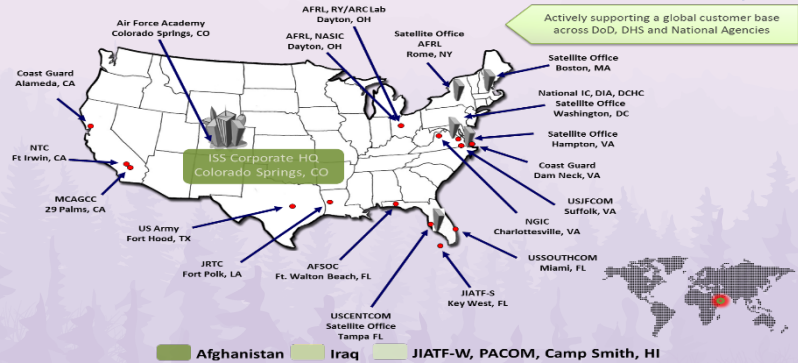 Air Force Academy
Colorado Springs, CO
AFRL, RY/ARC Lab
Dayton, OH
AFRL, NASIC
Dayton, OH
Satellite Office
AFRL
Rome, NY
Actively supporting a global customer base
across DoD, DHS and National Agencies
Satellite Office
Boston, MA
Coast Guard
Alameda, CA
National IC, DIA, DCHC
Satellite Office
Washington, DC
NTC
Ft Irwin, CA
ISS Corporate HQ
Colorado Springs, CO
Satellite Office
Hampton, VA
Coast Guard
Dam Neck, VA
MCAGCC
29 Palms, CA
USJFCOM
Suffolk, VA
US Army
Fort Hood, TX
NGIC
Charlottesville, VA
JRTC
Fort Polk, LA
AFSOC
Ft. Walton Beach, FL
USSOUTHCOM
Miami, FL
JIATF-S
Key West, FL
USCENTCOM
Satellite Office
Tampa FL
Afghanistan
Iraq
JIATF-W, PACOM, Camp Smith, HI